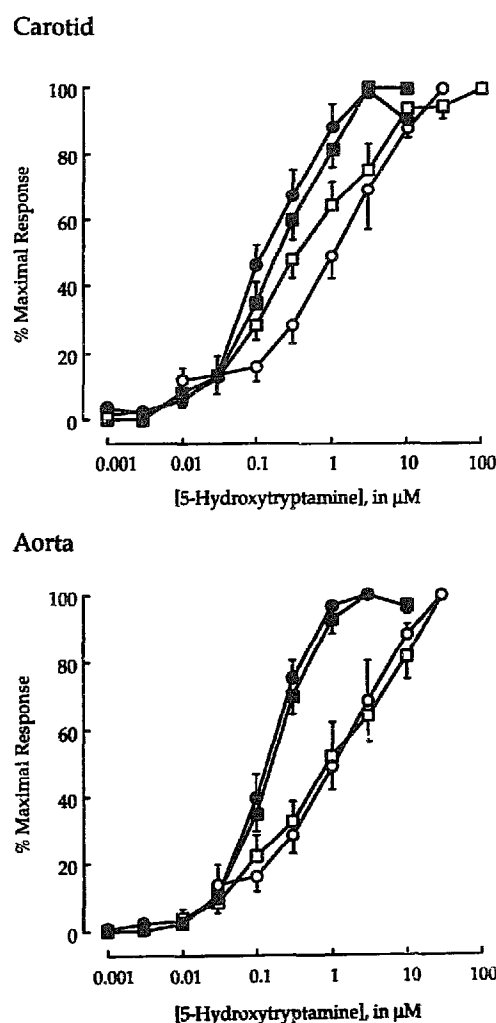 Carotid
100
80
60
40
20
0
% Maximal Response
0.001 0.01 0.1 1 10 100
[5-Hydroxytryptamine], in μM
Aorta
100
80
60
40
20
0
% Maximal Response
0.001 0.01 0.1 1 10 100
[5-Hydroxytryptamine], in μM